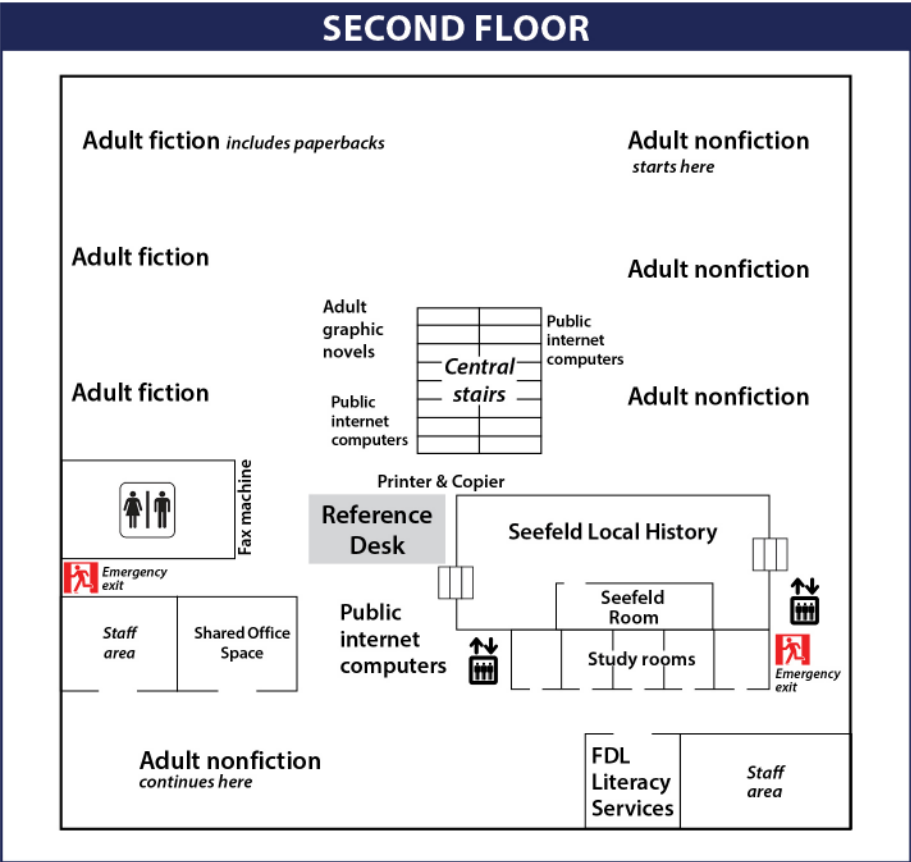 SECOND FLOOR
Adult fiction includes paperbacks
Adult nonfiction
starts here
Adult fiction
Adult nonfiction
Adult
graphic
novels
Public
internet
computers
Central
stairs
Adult fiction
Adult nonfiction
Public
internet
computers
Printer & Copier
Fax machine
Reference
Desk
Seefeld Local History
Emergency
exit
Seefeld
Room
Staff
area
Shared Office
Space
Public
internet
computers
Study rooms
Emergency
exit
Adult nonfiction
continues here
FDL
Literacy
Services
Staff
area